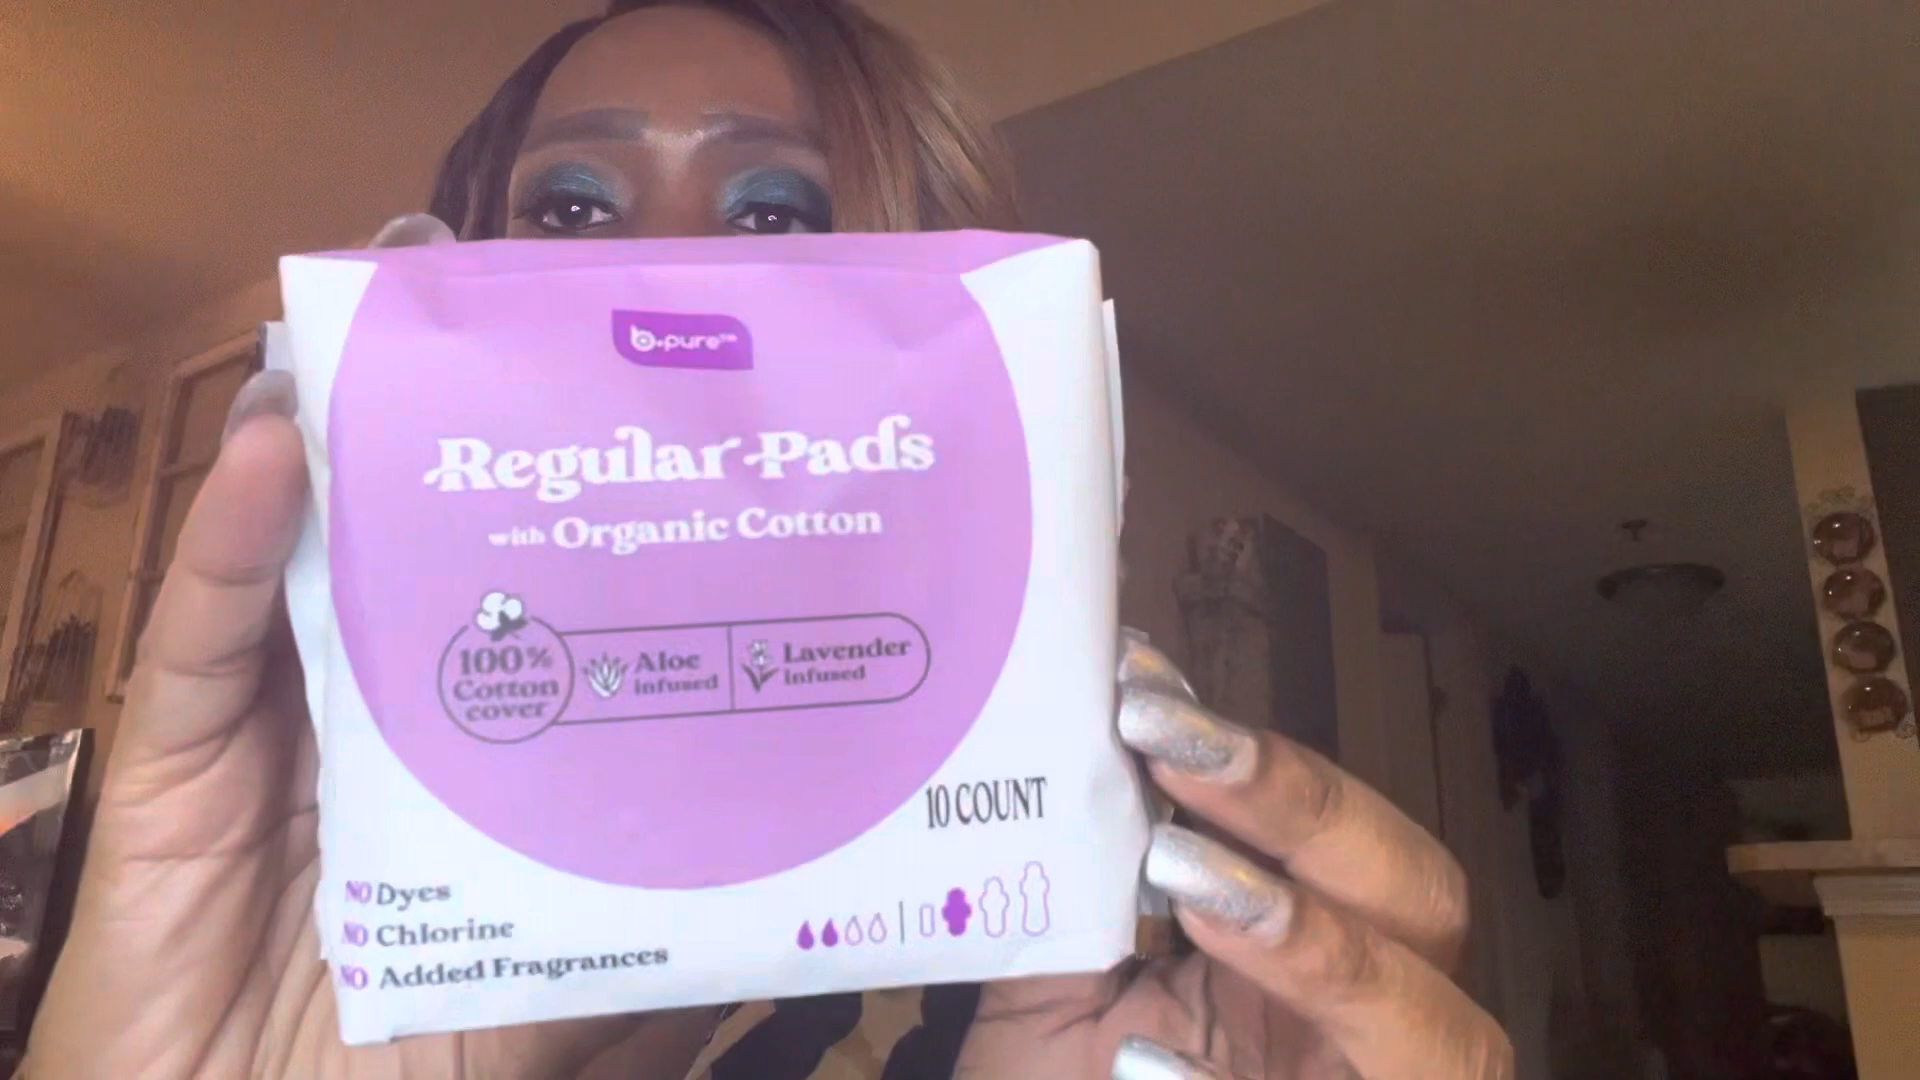 b.pure™
Regular Pads
with Organic Cotton
100%
Cotton
cover
Aloe
infused
Lavender
infused
10 COUNT
NO Dyes
NO Chlorine
NO Added Fragrances